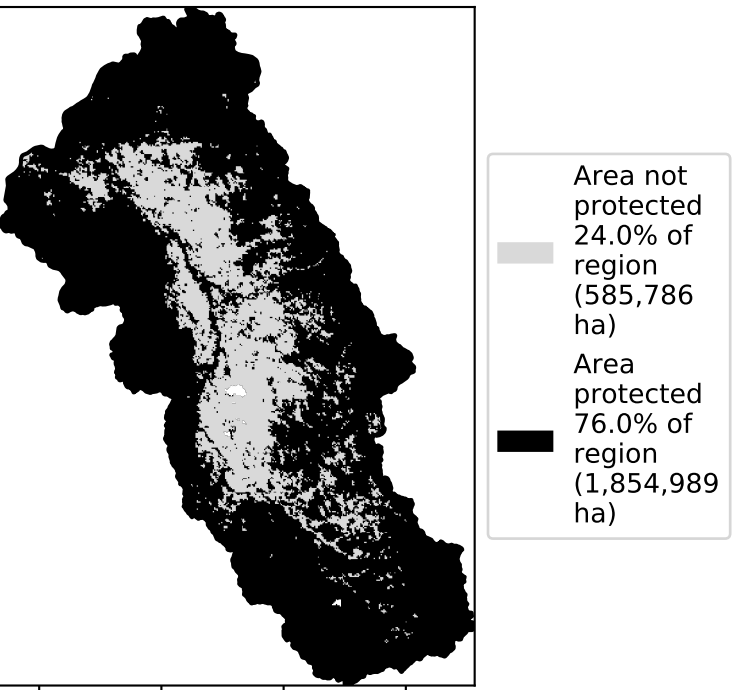 Area not
protected
24.0% of
region
(585,786
ha)
Area
protected
76.0% of
region
(1,854,989
ha)